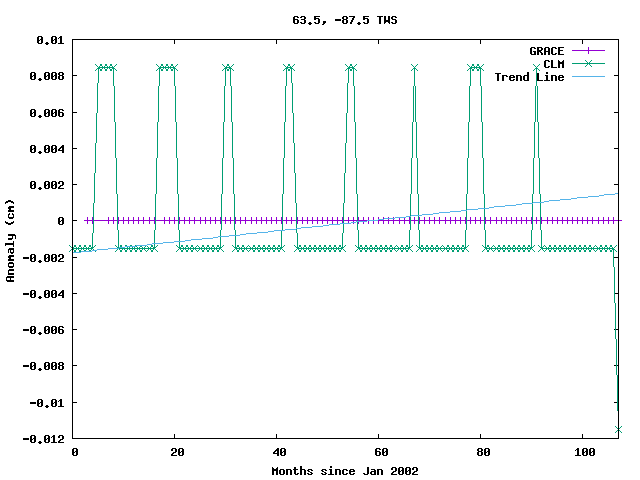 63.5, -87.5 TWS
GRACE
CLM
Trend Line
0.01
0.008
0.006
0.004
0.002
0
-0.002
-0.004
-0.006
-0.008
-0.01
-0.012
Anomaly (cm)
0 20 40 60 80 100
Months since Jan 2002